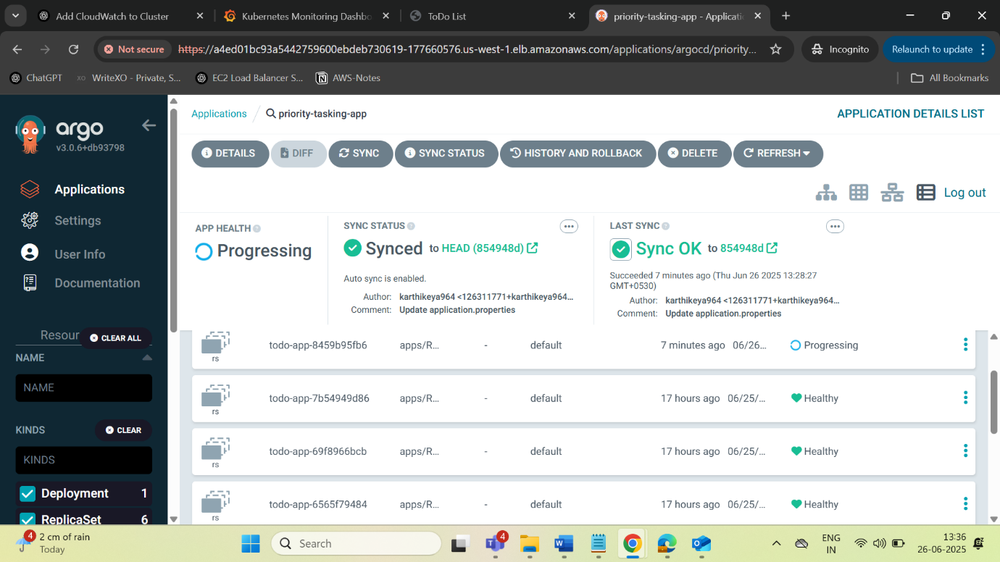 Add CloudWatch to Cluster
Kubernetes Monitoring Dashbo
ToDo List
priority-tasking-app - Applicatio
Not secure
https://a4ed01bc93a5442759600ebdeb730619-177660576.us-west-1.elb.amazonaws.com/applications/argocd/priority...
Incognito
Relaunch to update
ChatGPT
XO WriteXO - Private, S...
EC2 Load Balancer S...
AWS-Notes
All Bookmarks
argo
v3.0.6+db93798
Applications
Settings
User Info
Documentation
Resour
CLEAR ALL
NAME
NAME
KINDS
CLEAR
KINDS
Deployment 1
ReplicaSet 6
Applications / priority-tasking-app
APPLICATION DETAILS LIST
DETAILS DIFF SYNC SYNC STATUS HISTORY AND ROLLBACK DELETE REFRESH
Log out
APP HEALTH
Progressing
SYNC STATUS
Synced to HEAD (854948d)
Auto sync is enabled.
Author: karthikeya964 <126311771+karthikeya964...
Comment: Update application.properties
LAST SYNC
Sync OK to 854948d
Succeeded 7 minutes ago (Thu Jun 26 2025 13:28:27
GMT+0530)
Author: karthikeya964 <126311771+karthikeya964...
Comment: Update application.properties
rs todo-app-8459b95fb6 apps/R... - default 7 minutes ago 06/26... Progressing
rs todo-app-7b54949d86 apps/R... - default 17 hours ago 06/25/... Healthy
rs todo-app-69f8966bcb apps/R... - default 17 hours ago 06/25/... Healthy
rs todo-app-6565f79484 apps/R... - default 17 hours ago 06/25/... Healthy
4
2 cm of rain
Today
Search
4
ENG
IN
13:36
26-06-2025